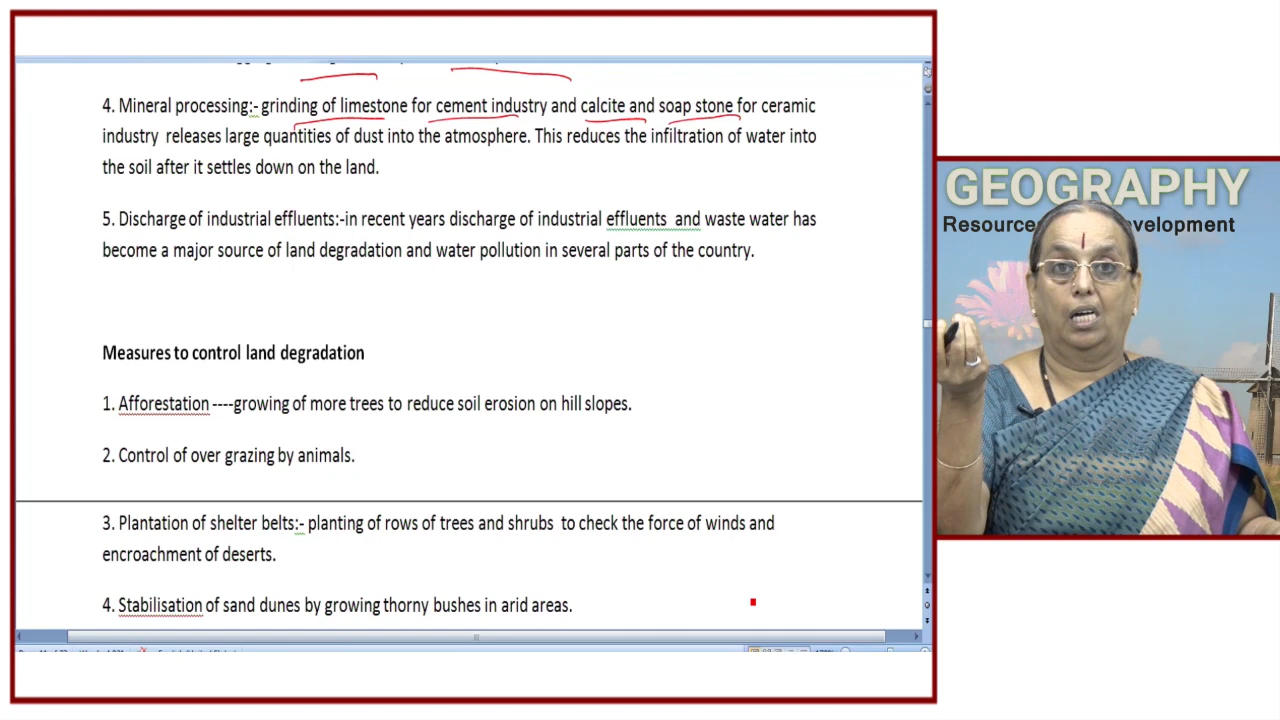 4. Mineral processing:- grinding of limestone for cement industry and calcite and soap stone for ceramic
industry releases large quantities of dust into the atmosphere. This reduces the infiltration of water into
the soil after it settles down on the land.
5. Discharge of industrial effluents:-in recent years discharge of industrial effluents and waste water has
become a major source of land degradation and water pollution in several parts of the country.
Measures to control land degradation
1. Afforestation ----growing of more trees to reduce soil erosion on hill slopes.
2. Control of over grazing by animals.
3. Plantation of shelter belts:- planting of rows of trees and shrubs to check the force of winds and
encroachment of deserts.
4. Stabilisation of sand dunes by growing thorny bushes in arid areas.
GEOGRAPHY